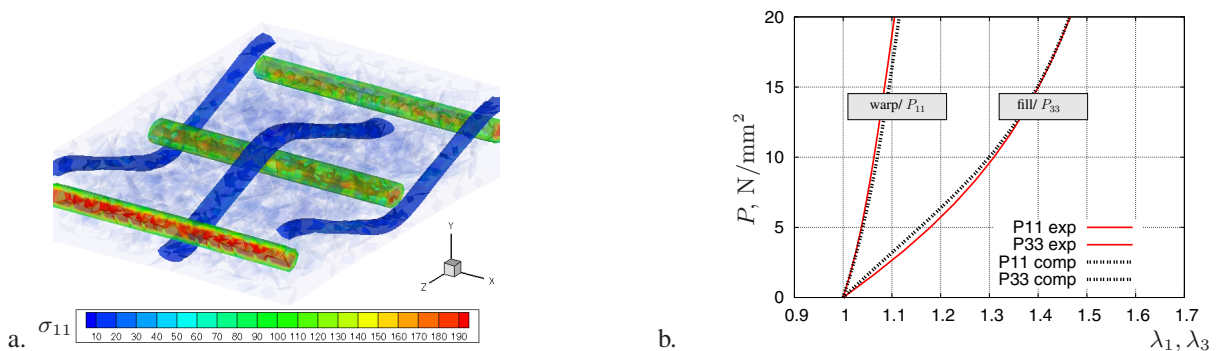 Y
X
Z
a.
σ11
10 20 30 40 50 60 70 80 90 100 110 120 130 140 150 160 170 180 190
20
15
10
5
0
P, N/mm²
warp/ P11
fill/ P33
P11 exp
P33 exp
P11 comp
P33 comp
0.9 1 1.1 1.2 1.3 1.4 1.5 1.6 1.7
b.
λ1, λ3